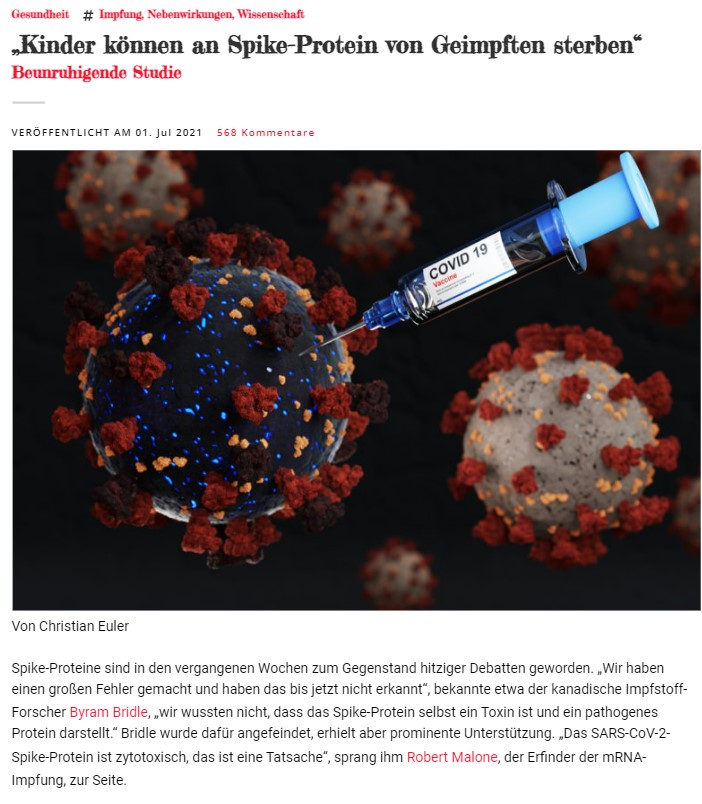 Gesundheit # Impfung, Nebenwirkungen, Wissenschaft
„Kinder können an Spike-Protein von Geimpften sterben“
Beunruhigende Studie
VERÖFFENTLICHT AM 01. Jul 2021 568 Kommentare
COVID 19
Vaccine
Von Christian Euler
Spike-Proteine sind in den vergangenen Wochen zum Gegenstand hitziger Debatten geworden. „Wir haben
einen großen Fehler gemacht und haben das bis jetzt nicht erkannt“, bekannte etwa der kanadische Impfstoff-
Forscher Byram Bridle, „wir wussten nicht, dass das Spike-Protein selbst ein Toxin ist und ein pathogenes
Protein darstellt.“ Bridle wurde dafür angefeindet, erhielt aber prominente Unterstützung. „Das SARS-CoV-2-
Spike-Protein ist zytotoxisch, das ist eine Tatsache“, sprang ihm Robert Malone, der Erfinder der mRNA-
Impfung, zur Seite.